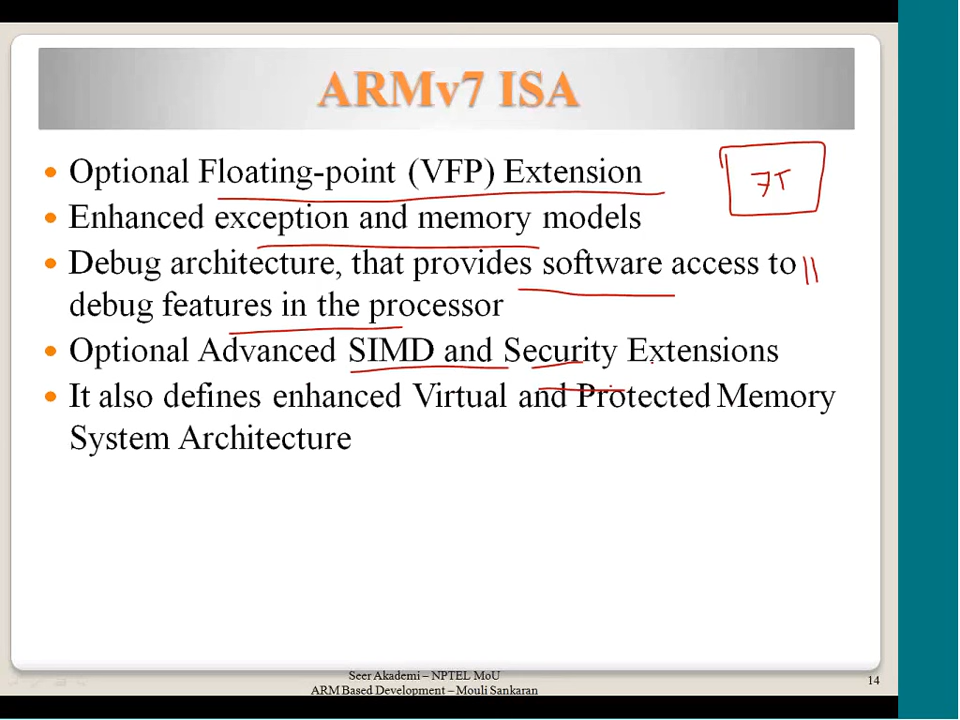 ARMv7 ISA
• Optional Floating-point (VFP) Extension
• Enhanced exception and memory models
• Debug architecture, that provides software access to
debug features in the processor
• Optional Advanced SIMD and Security Extensions
• It also defines enhanced Virtual and Protected Memory
System Architecture
Seer Akademi – NPTEL MoU
ARM Based Development – Mouli Sankaran
14